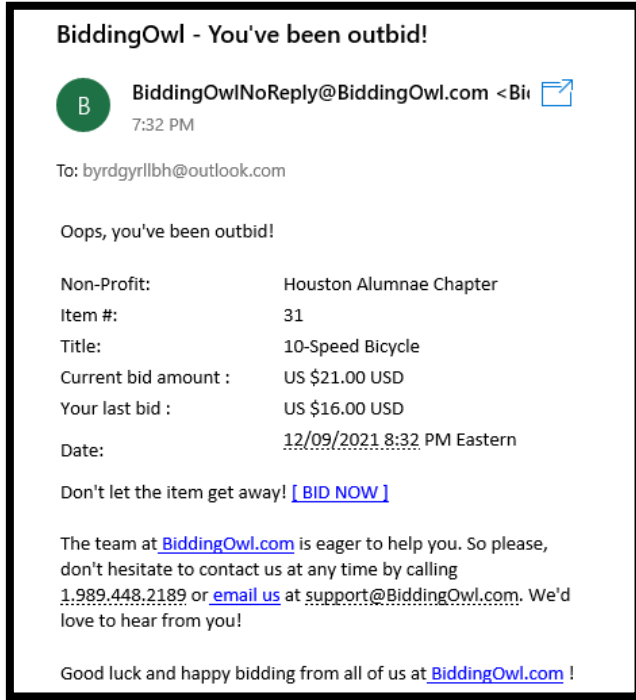 BiddingOwl - You've been outbid!
B
BiddingOwlNoReply@BiddingOwl.com <Bi
7:32 PM
To: byrdgyrllbh@outlook.com
Oops, you've been outbid!
Non-Profit: Houston Alumnae Chapter
Item #: 31
Title: 10-Speed Bicycle
Current bid amount : US $21.00 USD
Your last bid : US $16.00 USD
Date: 12/09/2021 8:32 PM Eastern
Don't let the item get away! [ BID NOW ]
The team at BiddingOwl.com is eager to help you. So please,
don't hesitate to contact us at any time by calling
1.989.448.2189 or email us at support@BiddingOwl.com. We'd
love to hear from you!
Good luck and happy bidding from all of us at BiddingOwl.com !